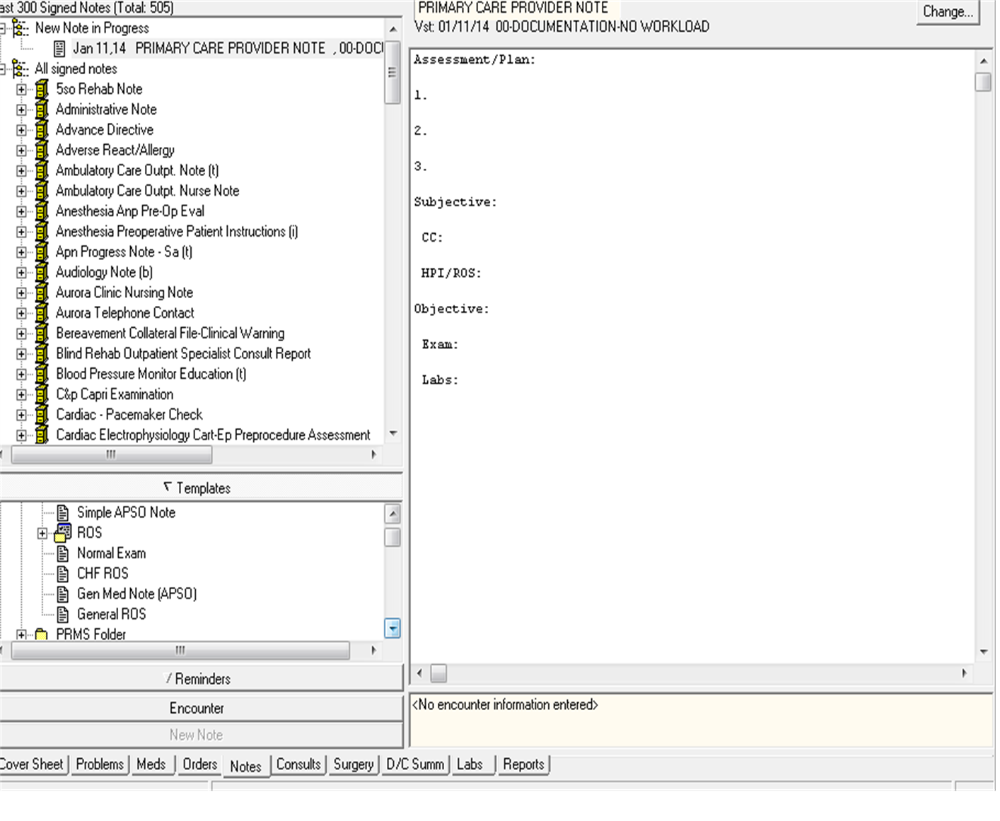 ast 300 Signed Notes (Total: 505)
New Note in Progress
Jan 11,14 PRIMARY CARE PROVIDER NOTE , 00-DOCU
All signed notes
5so Rehab Note
Administrative Note
Advance Directive
Adverse React/Allergy
Ambulatory Care Outpt. Note (t)
Ambulatory Care Outpt. Nurse Note
Anesthesia Anp Pre-Op Eval
Anesthesia Preoperative Patient Instructions (i)
Apn Progress Note - Sa (t)
Audiology Note (b)
Aurora Clinic Nursing Note
Aurora Telephone Contact
Bereavement Collateral File-Clinical Warning
Blind Rehab Outpatient Specialist Consult Report
Blood Pressure Monitor Education (t)
C&p Capri Examination
Cardiac - Pacemaker Check
Cardiac Electrophysiology Cart-Ep Preprocedure Assessment
Templates
Simple APSO Note
ROS
Normal Exam
CHF ROS
Gen Med Note (APSO)
General ROS
PRMS Folder
Reminders
Encounter
New Note
PRIMARY CARE PROVIDER NOTE
Change...
Vst: 01/11/14 00-DOCUMENTATION-NO WORKLOAD
Assessment/Plan:
1.
2.
3.
Subjective:
CC:
HPI/ROS:
Objective:
Exam:
Labs:
<No encounter information entered>
Cover Sheet Problems Meds Orders Notes Consults Surgery D/C Summ Labs Reports